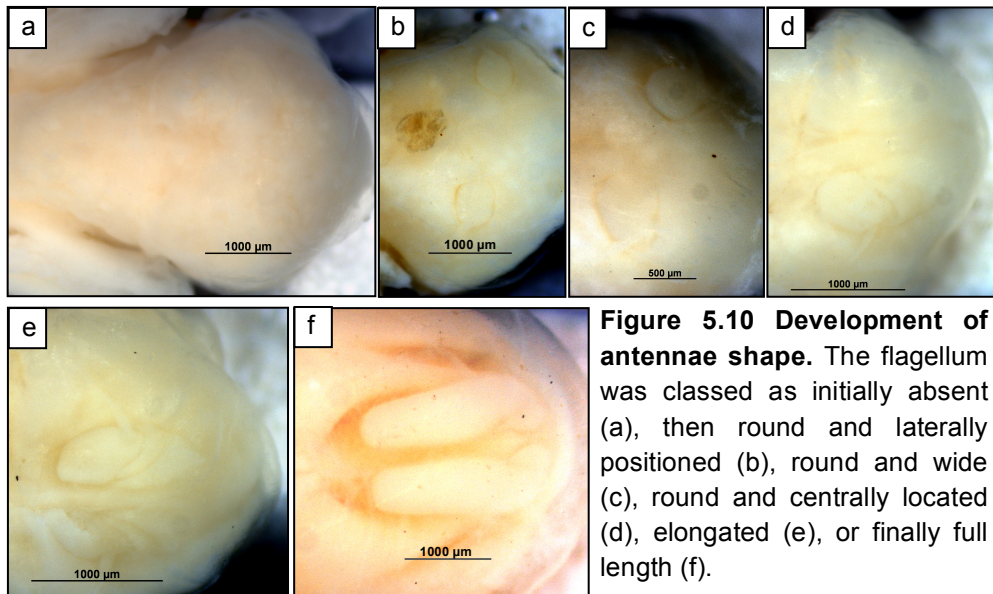 a
1000 µm
b
1000 µm
c
500 µm
d
1000 µm
e
1000 µm
f
1000 µm
Figure 5.10 Development of
antennae shape. The flagellum
was classed as initially absent
(a), then round and laterally
positioned (b), round and wide
(c), round and centrally located
(d), elongated (e), or finally full
length (f).